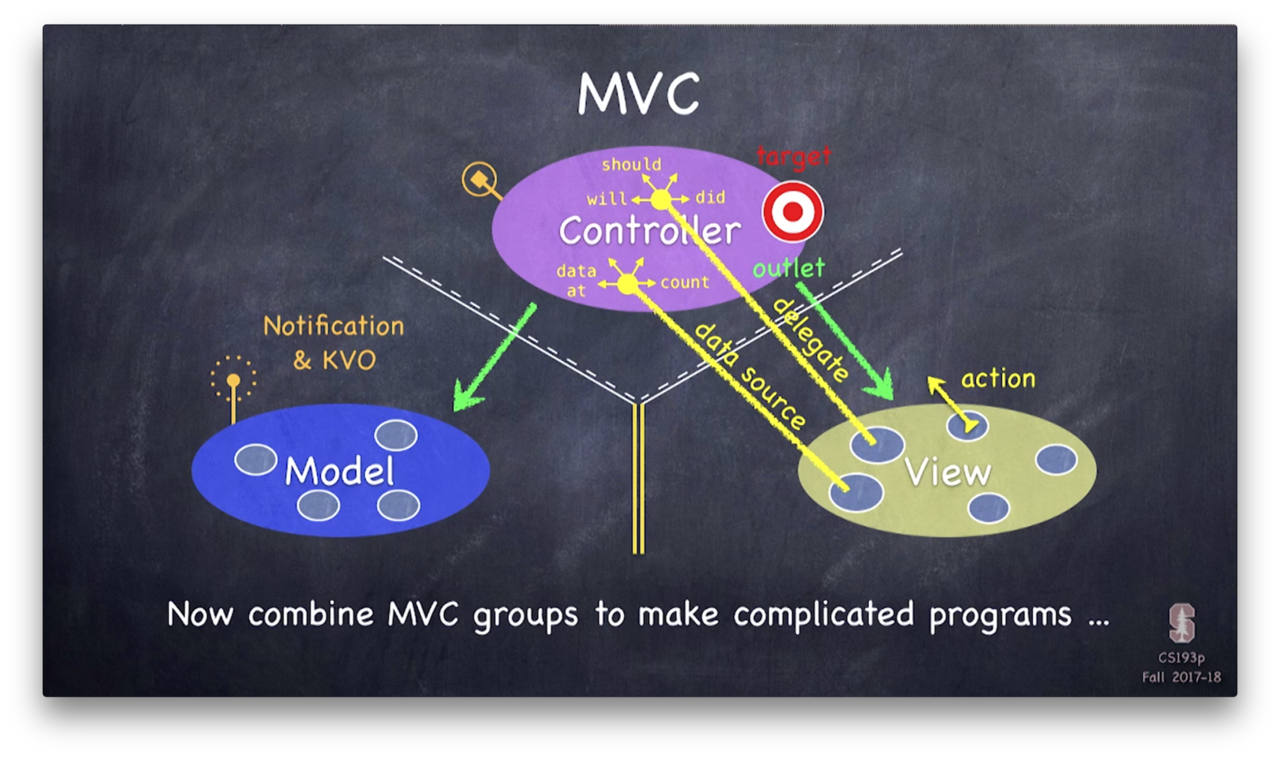 MVC
should
target
will
did
Controller
outlet
data
at
count
delegate
data source
Notification
& KVO
action
Model
View
Now combine MVC groups to make complicated programs ...
S
CS193p
Fall 2017-18